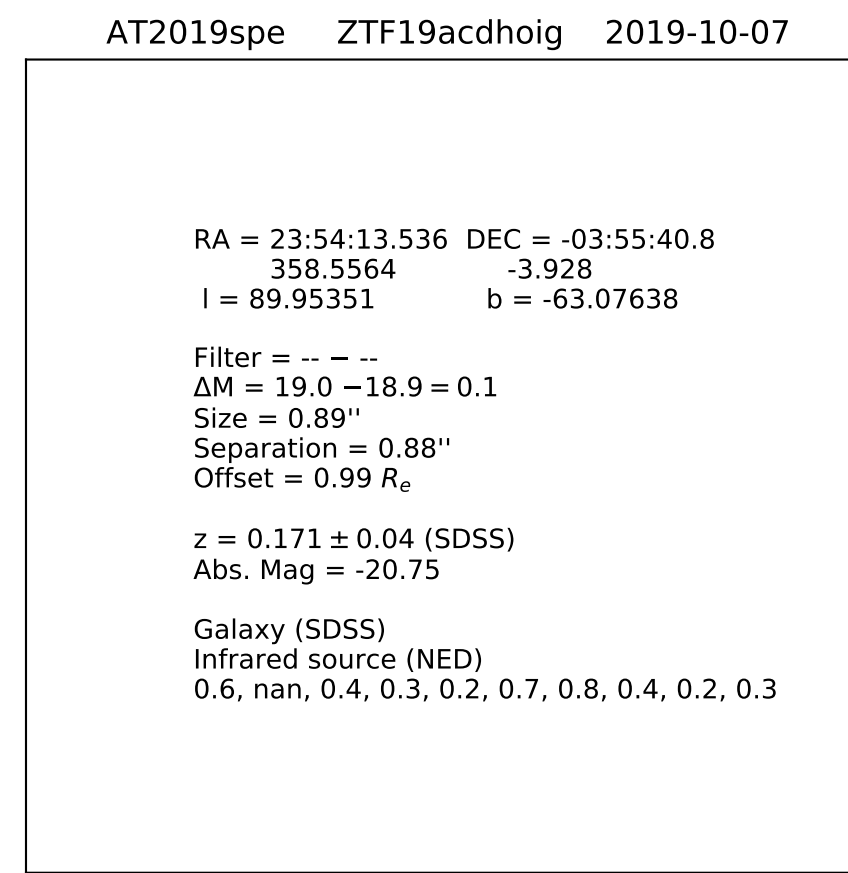 AT2019spe ZTF19acdhoig 2019-10-07
RA = 23:54:13.536 DEC = -03:55:40.8
358.5564 -3.928
l = 89.95351 b = -63.07638
Filter = -- − --
ΔM = 19.0 −18.9 = 0.1
Size = 0.89''
Separation = 0.88''
Offset = 0.99 Rₑ
z = 0.171 ± 0.04 (SDSS)
Abs. Mag = -20.75
Galaxy (SDSS)
Infrared source (NED)
0.6, nan, 0.4, 0.3, 0.2, 0.7, 0.8, 0.4, 0.2, 0.3